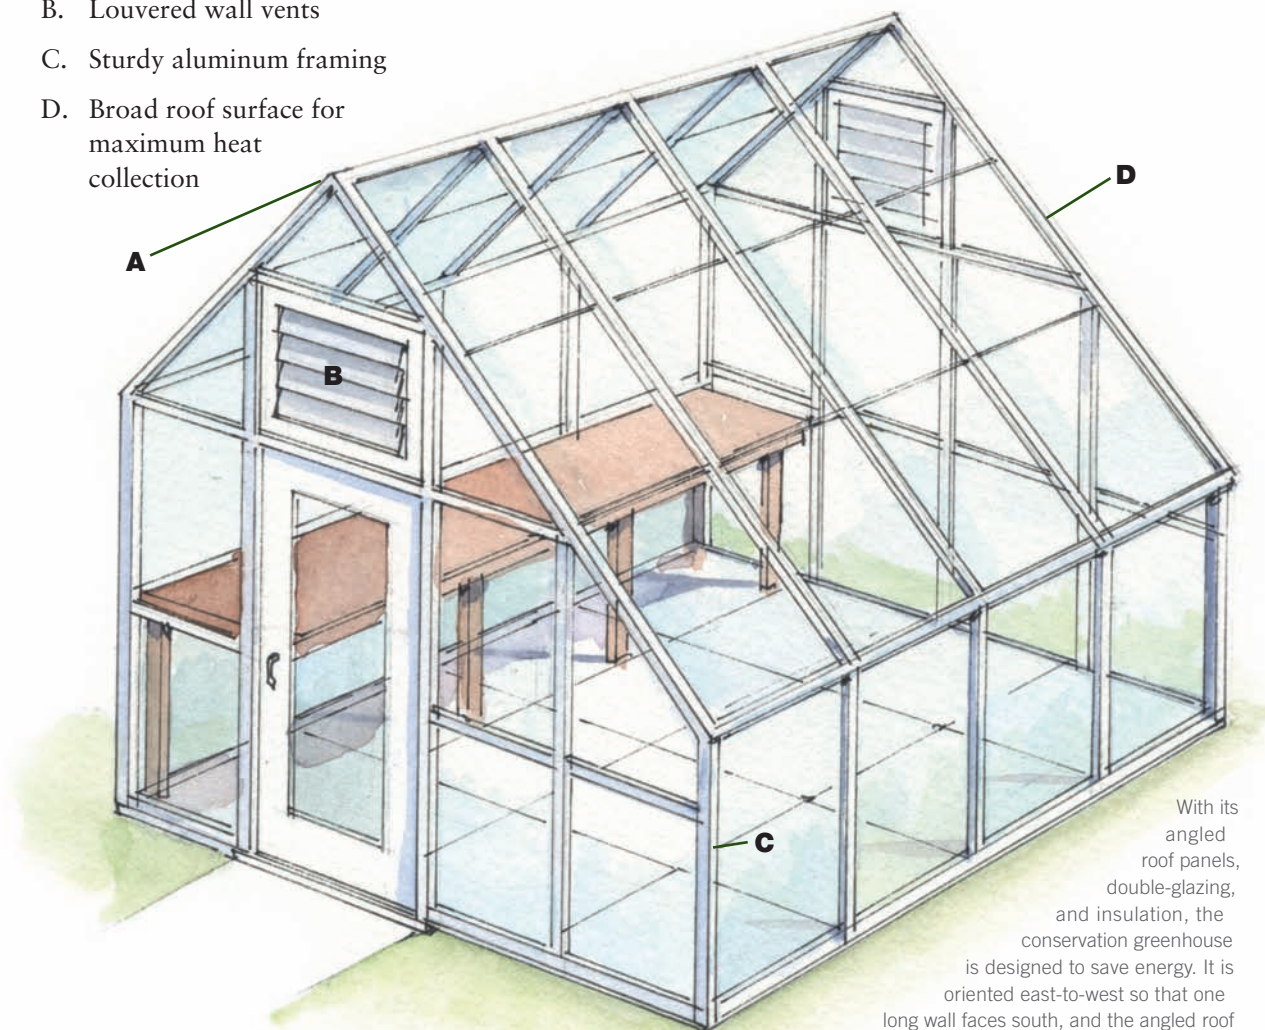 B. Louvered wall vents
C. Sturdy aluminum framing
D. Broad roof surface for
maximum heat
collection
D
A
B
C
With its
angled
roof panels,
double-glazing,
and insulation, the
conservation greenhouse
is designed to save energy. It is
oriented east-to-west so that one
long wall faces south, and the angled roof